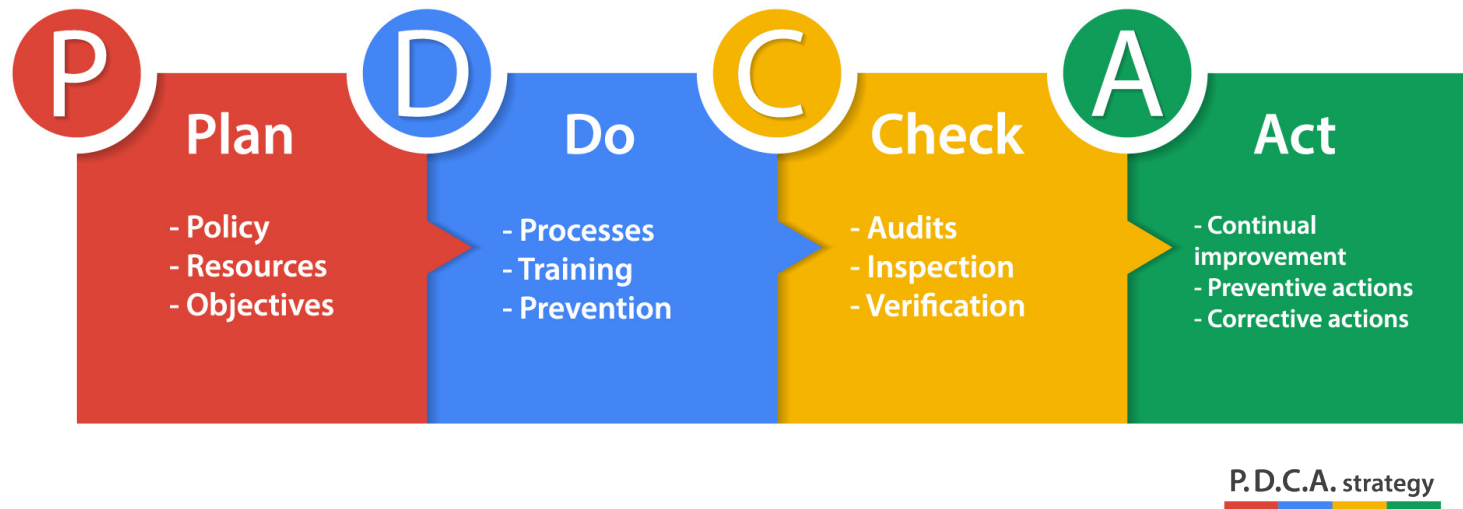 P
Plan
- Policy
- Resources
- Objectives
D
Do
- Processes
- Training
- Prevention
C
Check
- Audits
- Inspection
- Verification
A
Act
- Continual
improvement
- Preventive actions
- Corrective actions
P.D.C.A. strategy